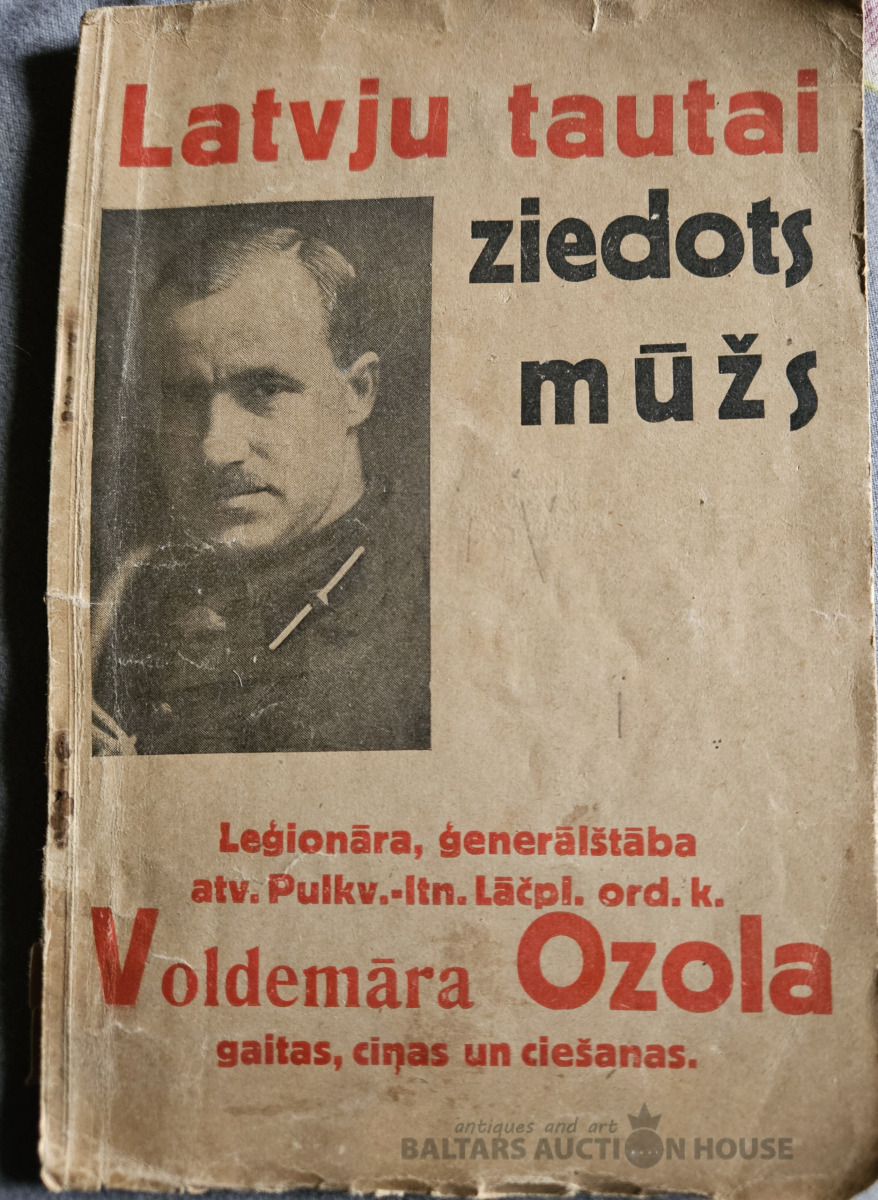 Latvju tautai
ziedots
mūžs
Leģionāra, ģenerālštāba
atv. Pulkv.-ltn. Lāčpl. ord. k.
Voldemāra Ozola
gaitas, ciņas un ciešanas.
antiques and art
BALTARS AUCTION HOUSE